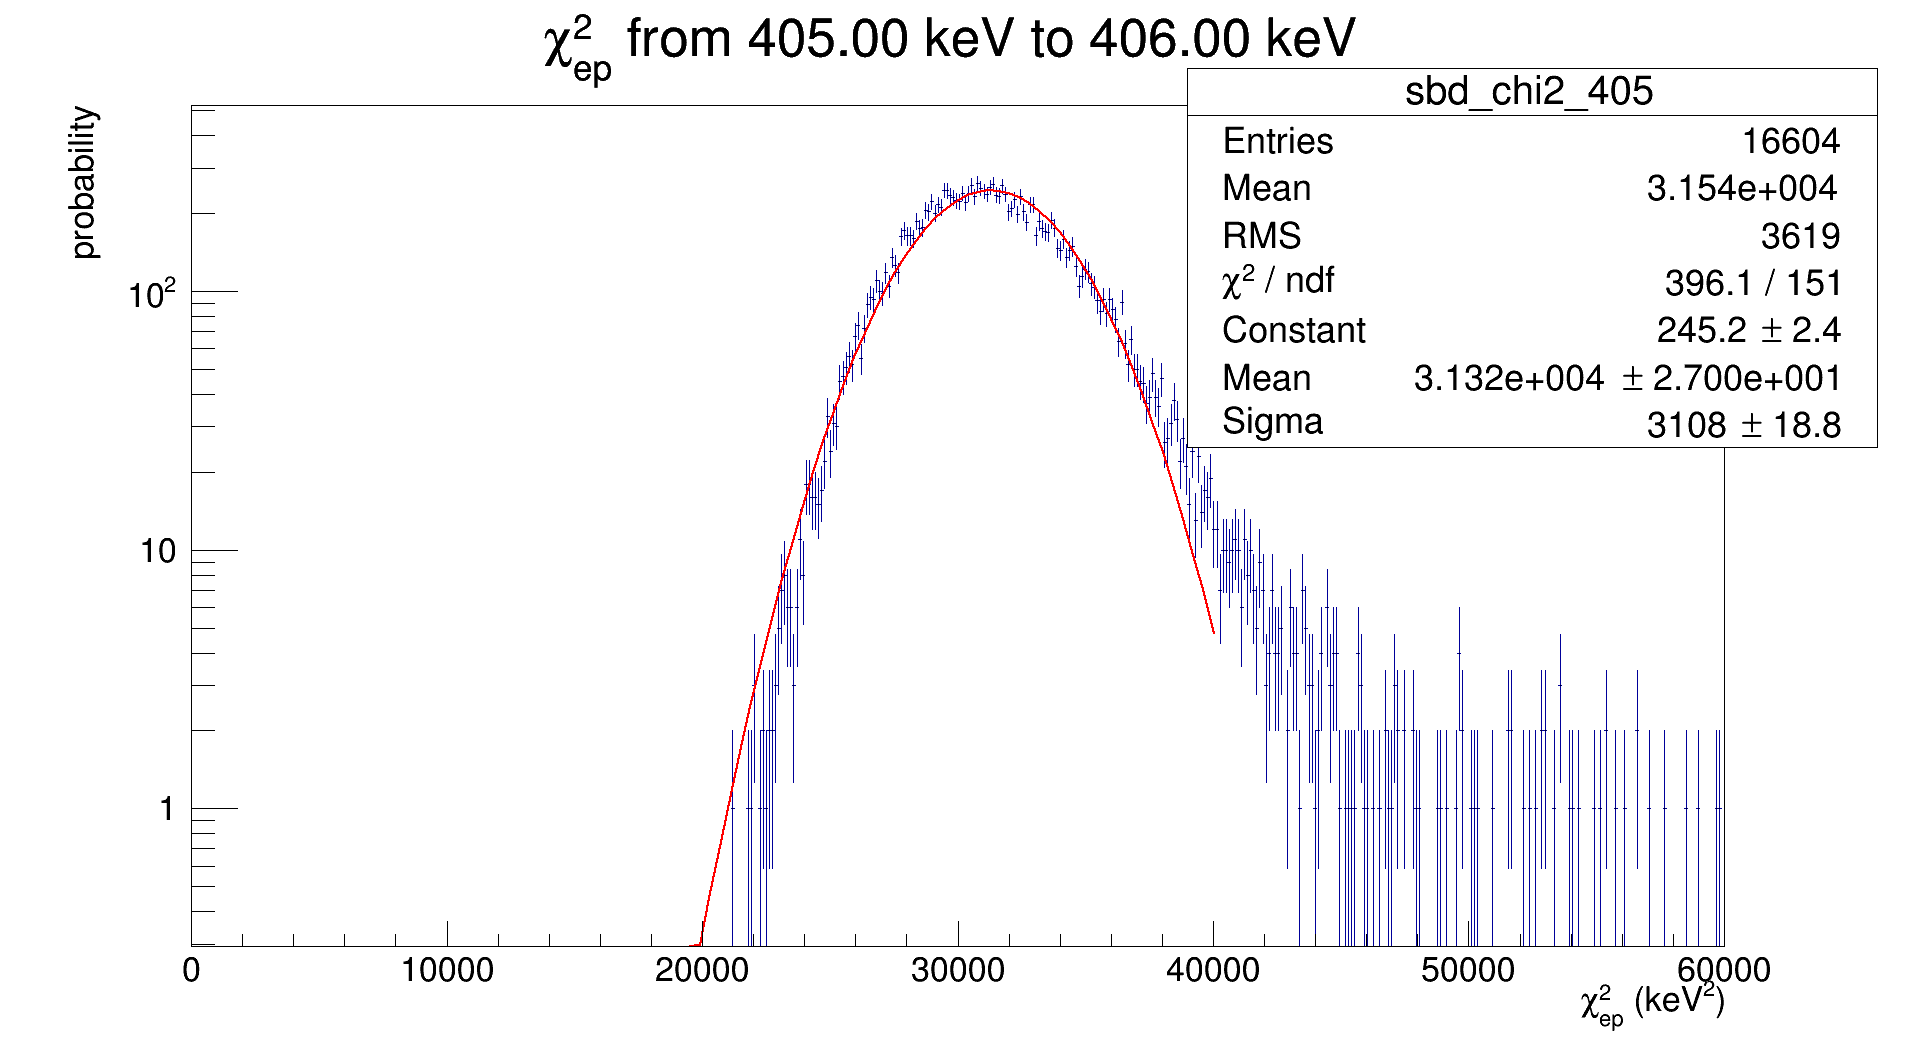 χ²ep from 405.00 keV to 406.00 keV
probability
sbd_chi2_405
Entries 16604
Mean 3.154e+004
RMS 3619
χ² / ndf 396.1 / 151
Constant 245.2 ± 2.4
Mean 3.132e+004 ± 2.700e+001
Sigma 3108 ± 18.8
10²
10
1
0 10000 20000 30000 40000 50000 60000
χ²ep (keV²)